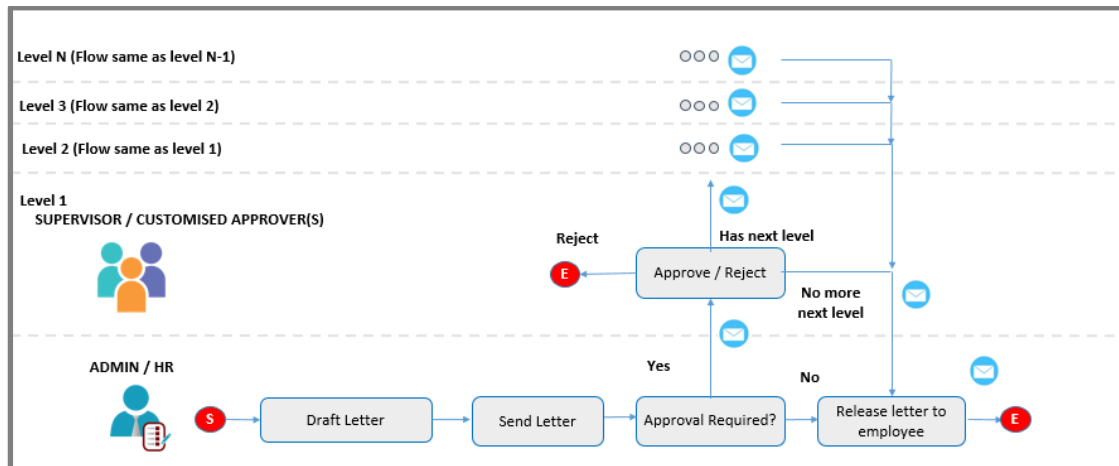 Level N (Flow same as level N-1)
Level 3 (Flow same as level 2)
Level 2 (Flow same as level 1)
Level 1
SUPERVISOR / CUSTOMISED APPROVER(S)
Reject
Has next level
E
Approve / Reject
No more
next level
ADMIN / HR
Yes
No
S
Draft Letter
Send Letter
Approval Required?
Release letter to
employee
E